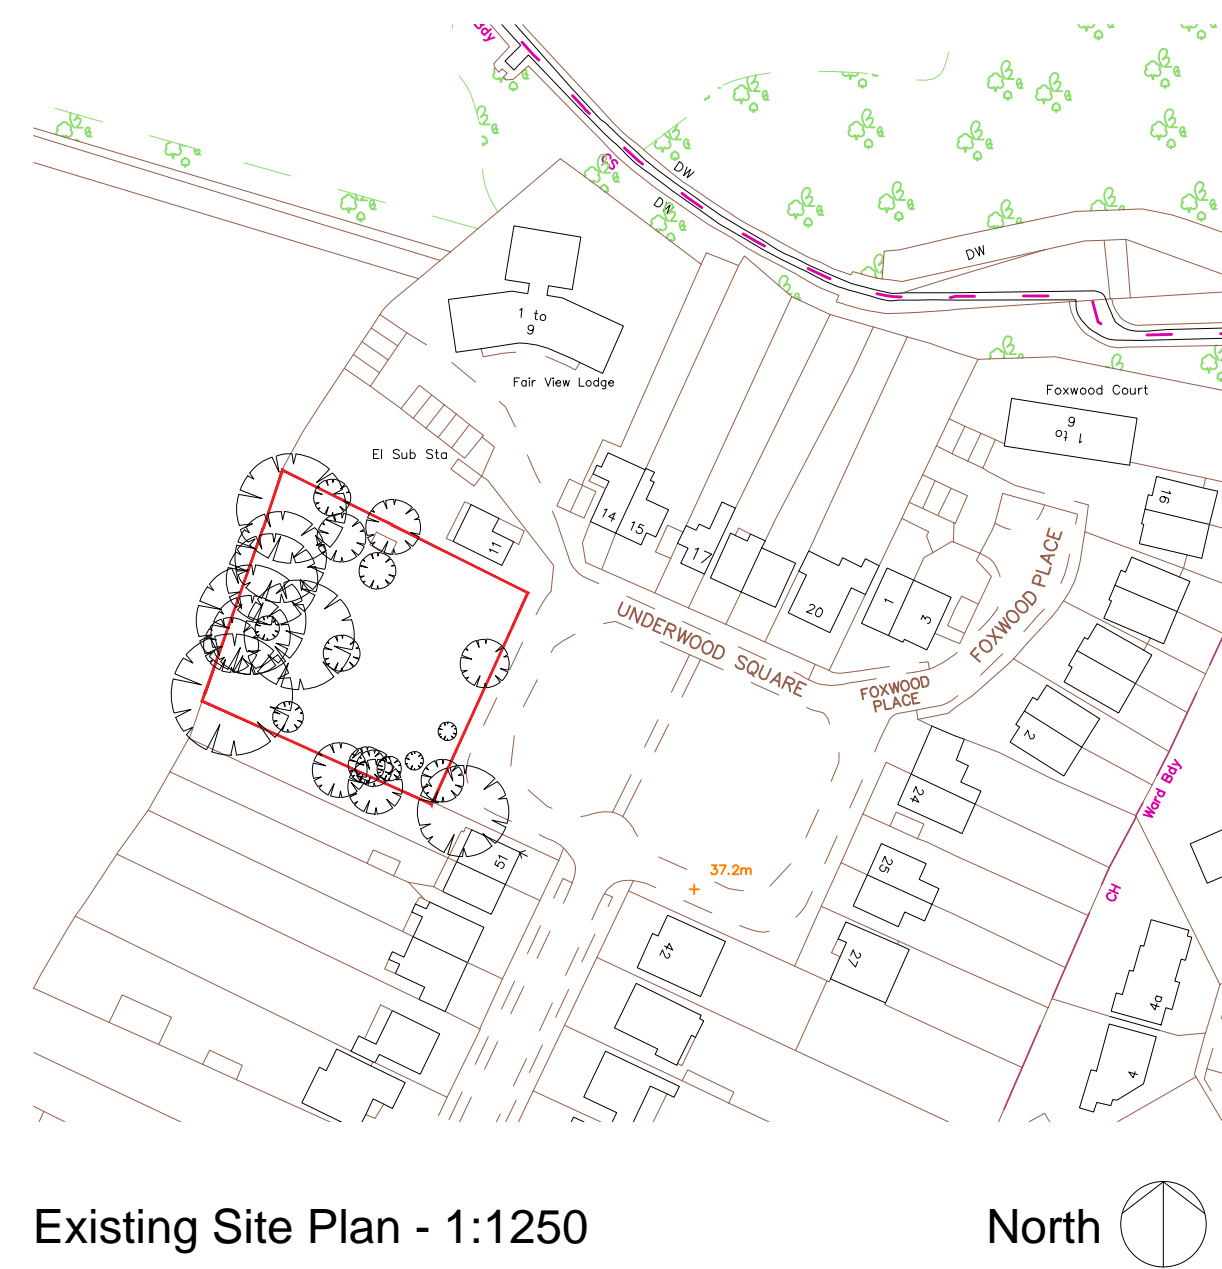 Bdy
CS
DW
DW
DW
1 to
9
Fair View Lodge
Foxwood Court
1 to
6
El Sub Sta
16
14
15
11
17
20
1
3
FOXWOOD PLACE
UNDERWOOD SQUARE
FOXWOOD
PLACE
2
Ward Bdy
24
51
25
37.2m
CH
42
27
4a
4
Existing Site Plan - 1:1250
North